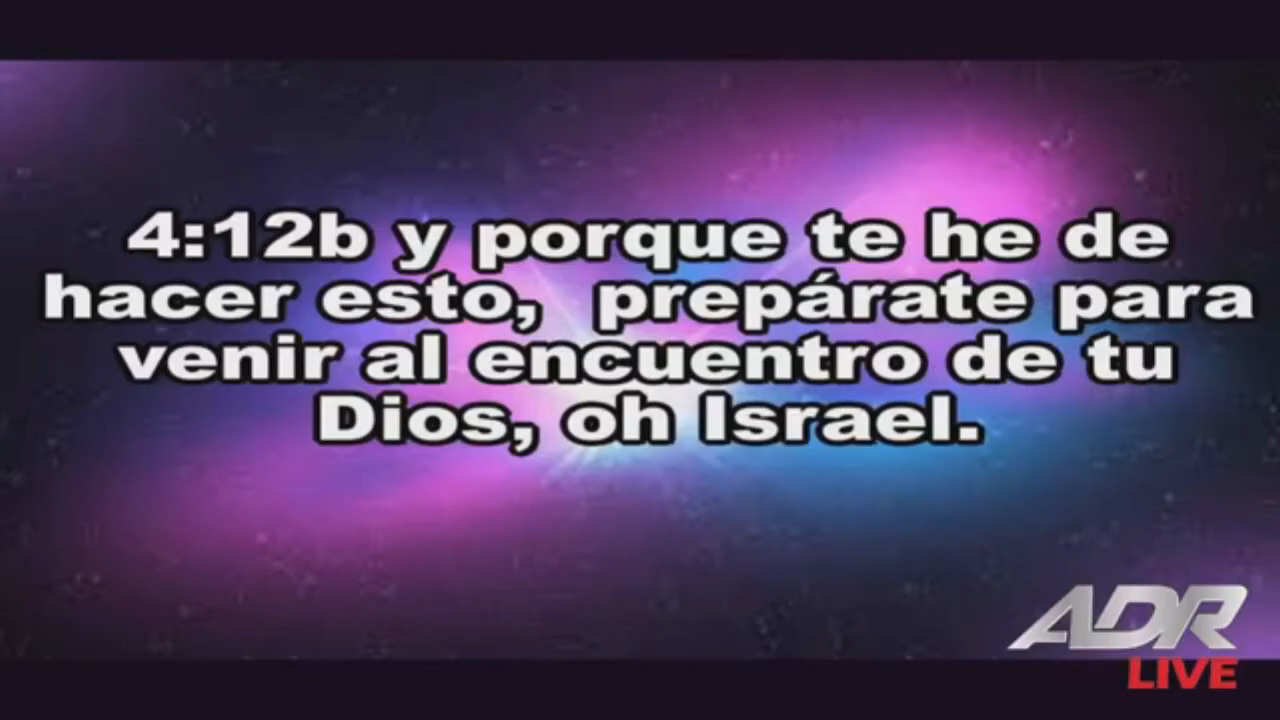 4:12b y porque te he de
hacer esto,  prepárate para
venir al encuentro de tu
Dios, oh Israel.
ADR
LIVE